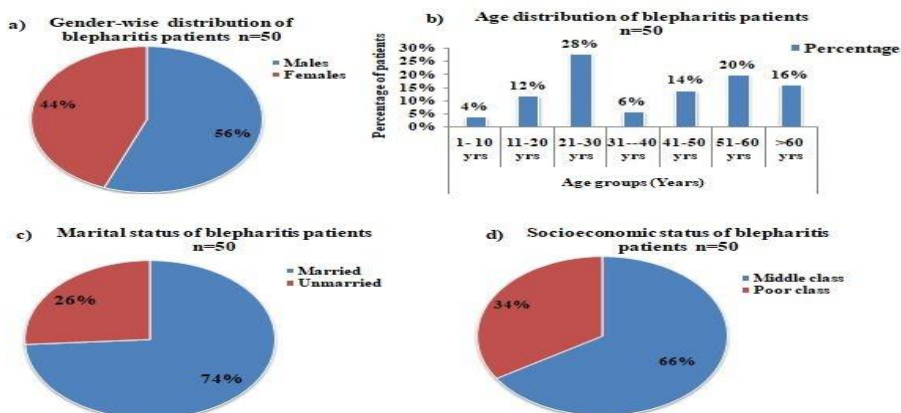 a) Gender-wise distribution of
blepharitis patients n=50
Males
Females
44%
56%
b) Age distribution of blepharitis patients
n=50
Percentage
Percentage of patients
30%
25%
20%
15%
10%
5%
0%
4%
12%
28%
6%
14%
20%
16%
1- 10 11-20 21-30 31--40 41-50 51-60 >60
yrs yrs yrs yrs yrs yrs yrs
Age groups (Years)
c) Marital status of blepharitis patients
n=50
Married
Unmarried
26%
74%
d) Socioeconomic status of blepharitis
patients n=50
Middle class
Poor class
34%
66%